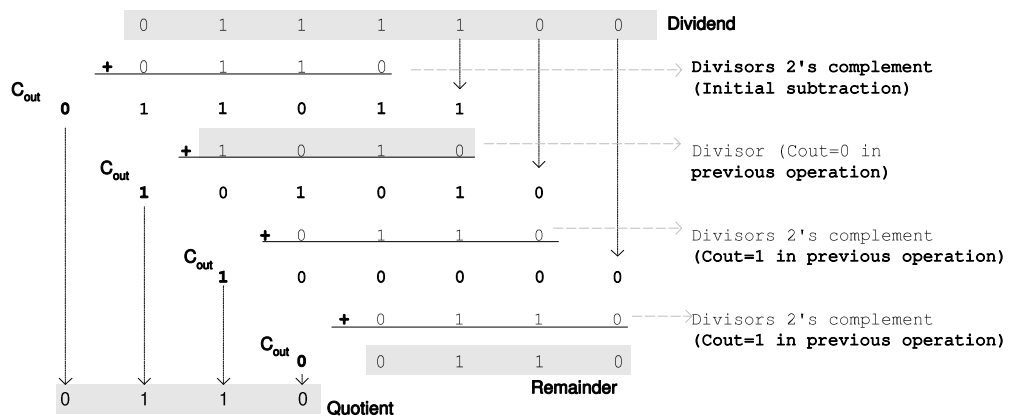 0 1 1 1 1 1 0 0 Dividend
+ 0 1 1 0 Divisors 2's complement
(Initial subtraction)
Cout 0 1 1 0 1 1
+ 1 0 1 0 Divisor (Cout=0 in
previous operation)
Cout 1 0 1 0 1 0
+ 0 1 1 0 Divisors 2's complement
(Cout=1 in previous operation)
Cout 1 0 0 0 0 0
+ 0 1 1 0 Divisors 2's complement
(Cout=1 in previous operation)
Cout 0 0 1 1 0
Remainder
0 1 1 0 Quotient